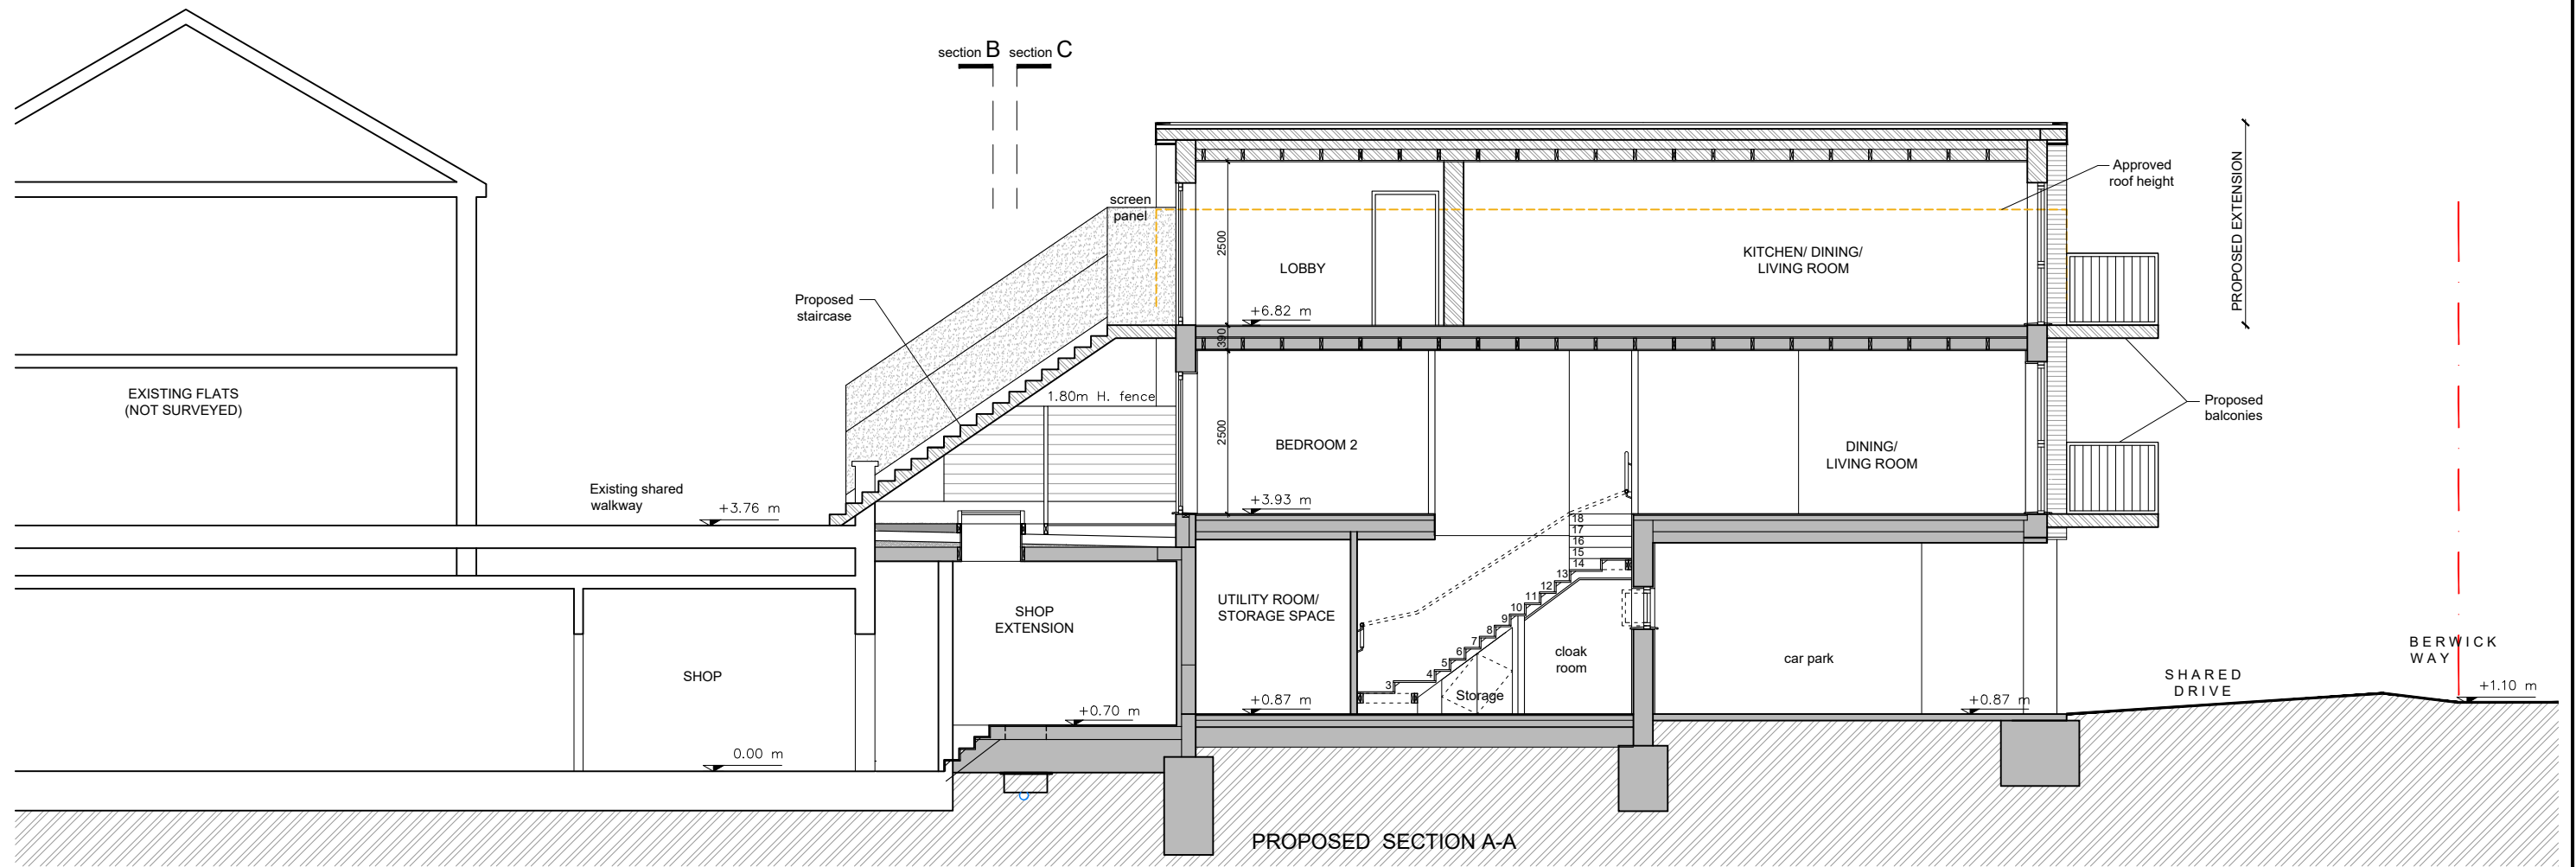 section B section C
Approved
roof height
PROPOSED EXTENSION
screen
panel
2500
LOBBY
KITCHEN/ DINING/
LIVING ROOM
Proposed
staircase
+6.82 m
390
EXISTING FLATS
(NOT SURVEYED)
1.80m H. fence
2500
BEDROOM 2
DINING/
LIVING ROOM
Proposed
balconies
Existing shared
walkway
+3.76 m
+3.93 m
18
17
16
15
14
13
12
11
10
9
8
7
6
5
4
3
UTILITY ROOM/
STORAGE SPACE
SHOP
EXTENSION
cloak
room
car park
BERWICK
WAY
SHOP
Storage
SHARED
DRIVE
+1.10 m
+0.87 m
+0.87 m
+0.70 m
0.00 m
PROPOSED SECTION A-A